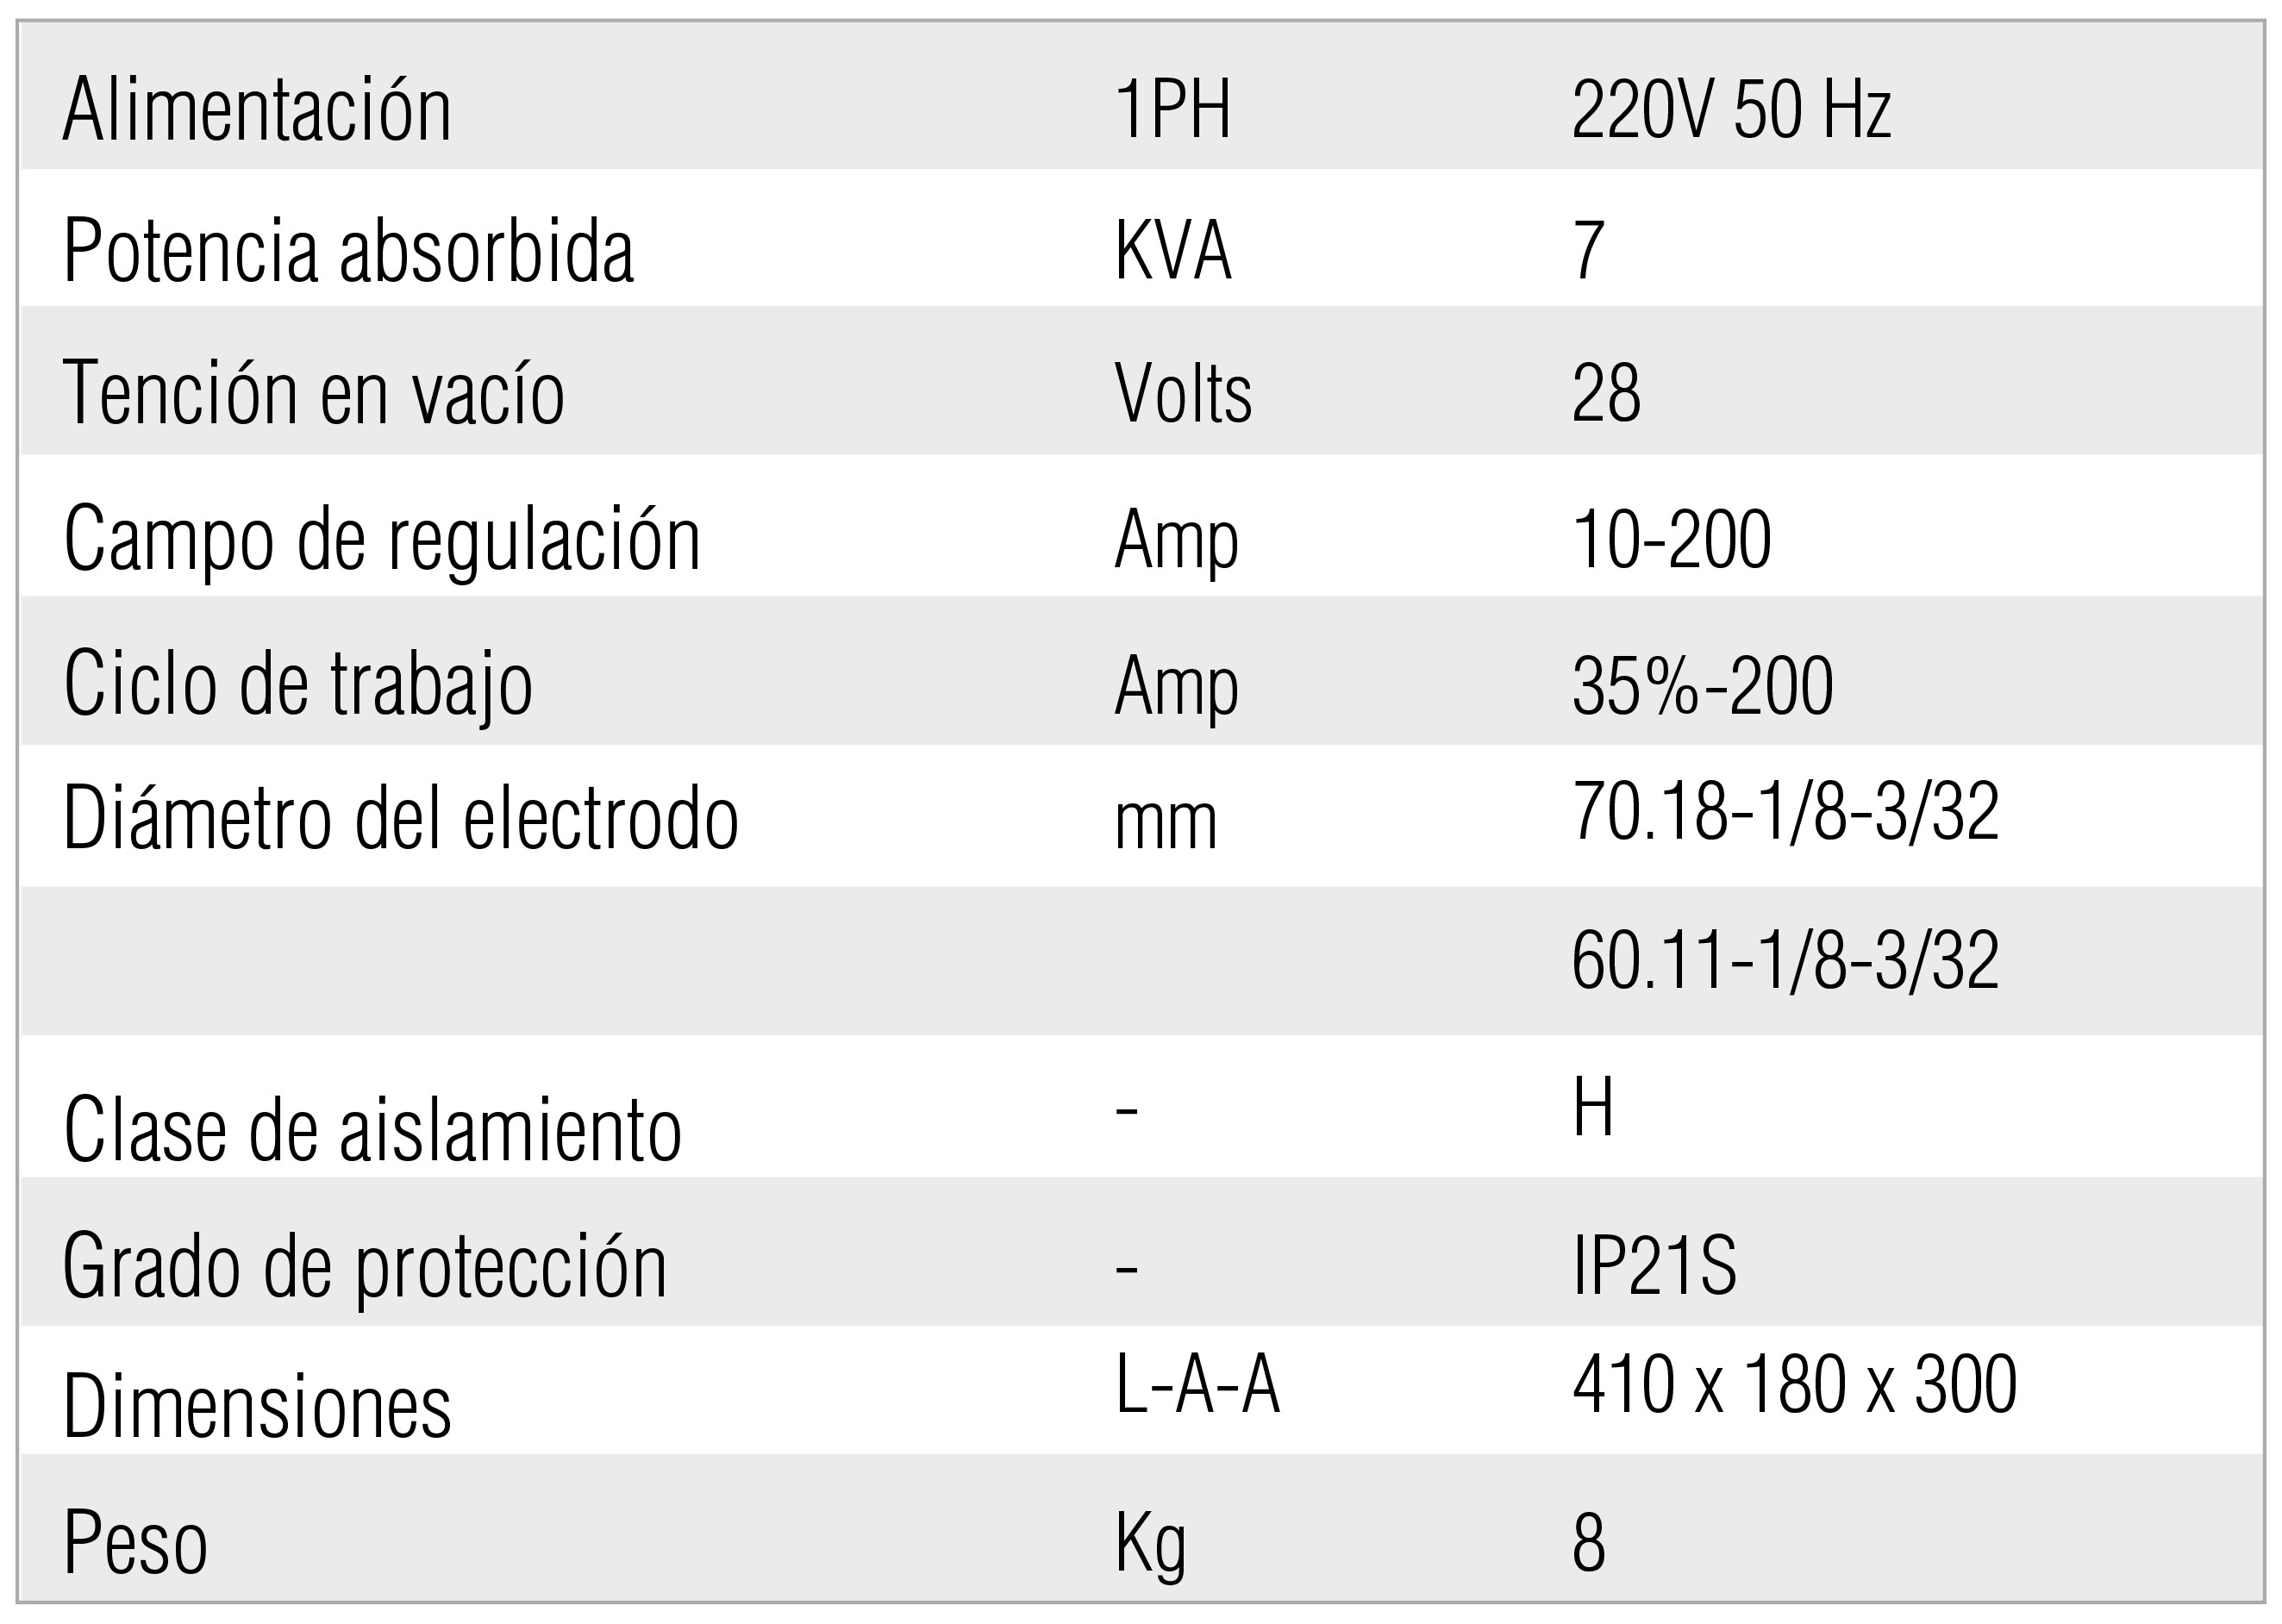 Alimentación 1PH 220V 50 Hz
Potencia absorbida KVA 7
Tención en vacío Volts 28
Campo de regulación Amp 10-200
Ciclo de trabajo Amp 35%-200
Diámetro del electrodo mm 70.18-1/8-3/32
60.11-1/8-3/32
Clase de aislamiento - H
Grado de protección - IP21S
Dimensiones L-A-A 410 x 180 x 300
Peso Kg 8